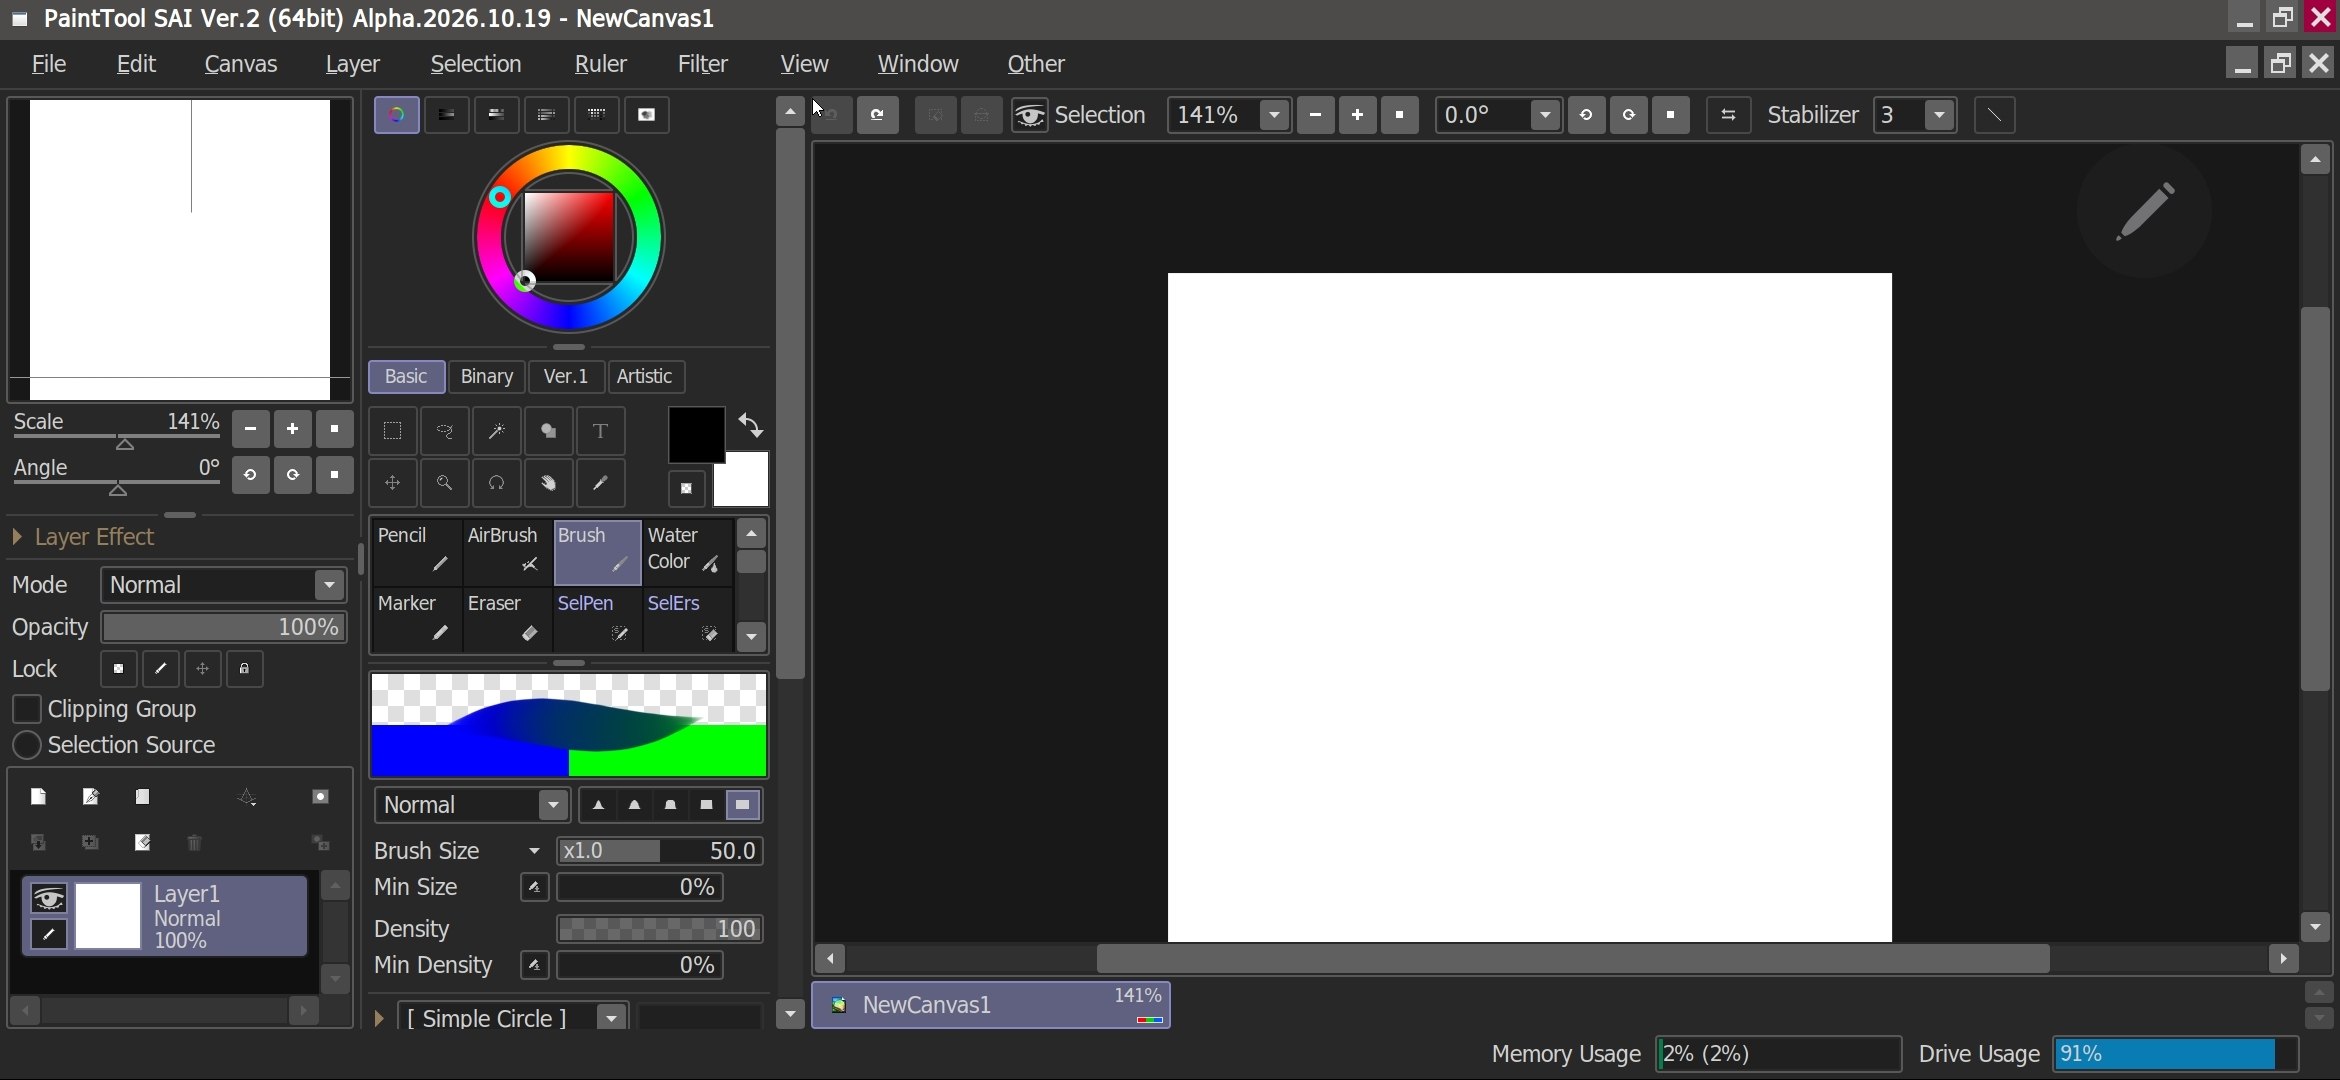 PaintTool SAI Ver.2 (64bit) Alpha.2026.10.19 - NewCanvas1
File Edit Canvas Layer Selection Ruler Filter View Window Other
Selection 141% 0.0° Stabilizer 3
Scale 141%
Angle 0°
Layer Effect
Mode Normal
Opacity 100%
Lock
Clipping Group
Selection Source
Layer1
Normal
100%
Basic Binary Ver.1 Artistic
T
Pencil AirBrush Brush Water
Color
Marker Eraser SelPen SelErs
Normal
Brush Size x1.0 50.0
Min Size 0%
Density 100
Min Density 0%
[ Simple Circle ]
NewCanvas1 141%
Memory Usage 2% (2%) Drive Usage 91%